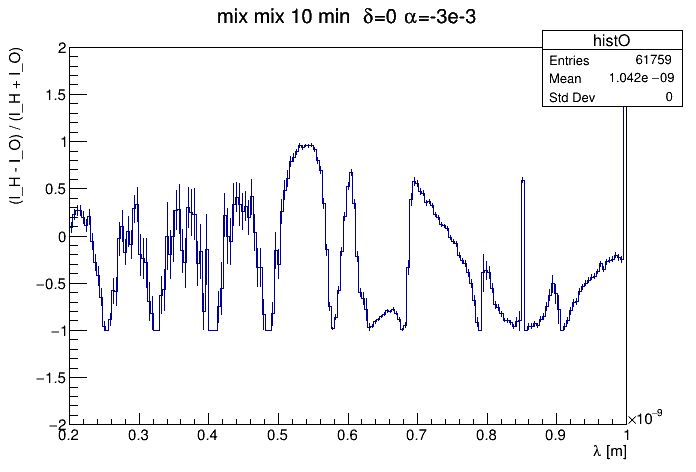 mix mix 10 min δ=0 α=-3e-3
histO
Entries 61759
Mean 1.042e−09
Std Dev 0
(I_H - I_O) / (I_H + I_O)
2
1.5
1
0.5
0
−0.5
−1
−1.5
−2
0.2 0.3 0.4 0.5 0.6 0.7 0.8 0.9 1
×10−9
λ [m]